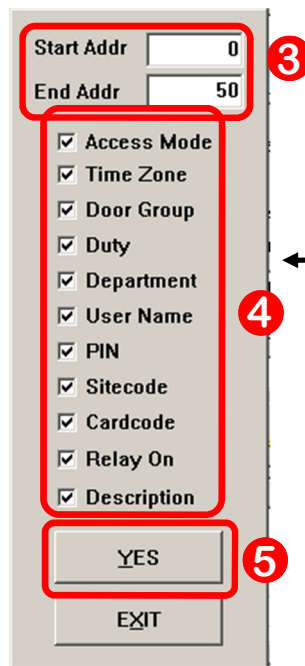 Start Addr 0 3
End Addr 50
Access Mode
Time Zone
Door Group
Duty
Department
User Name 4
PIN
Sitecode
Cardcode
Relay On
Description
YES 5
EXIT